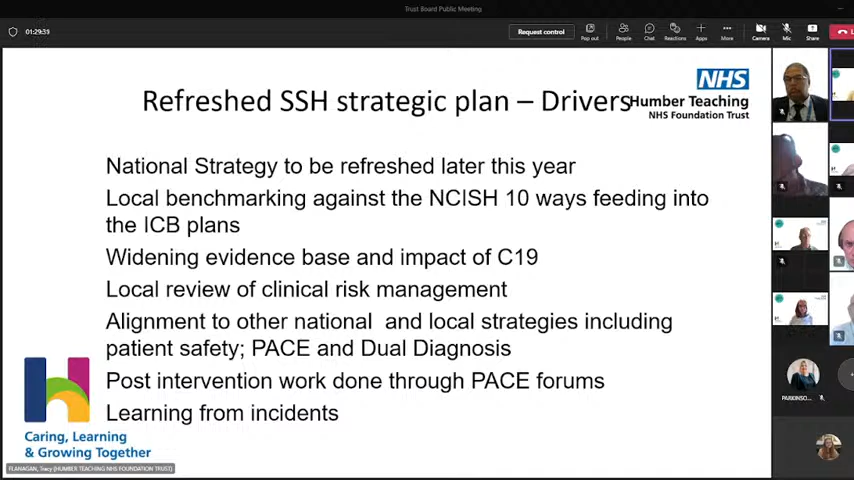 Trust Board Public Meeting
01:29:39
Request control
Pop out
People
Chat
Reactions
Apps
More
Camera
Mic
Share
Refreshed SSH strategic plan – Drivers
NHS
Humber Teaching
NHS Foundation Trust
National Strategy to be refreshed later this year
Local benchmarking against the NCISH 10 ways feeding into
the ICB plans
Widening evidence base and impact of C19
Local review of clinical risk management
Alignment to other national and local strategies including
patient safety; PACE and Dual Diagnosis
Post intervention work done through PACE forums
Learning from incidents
Caring, Learning
& Growing Together
FLANAGAN, Tracy (HUMBER TEACHING NHS FOUNDATION TRUST)
PARKINSO...